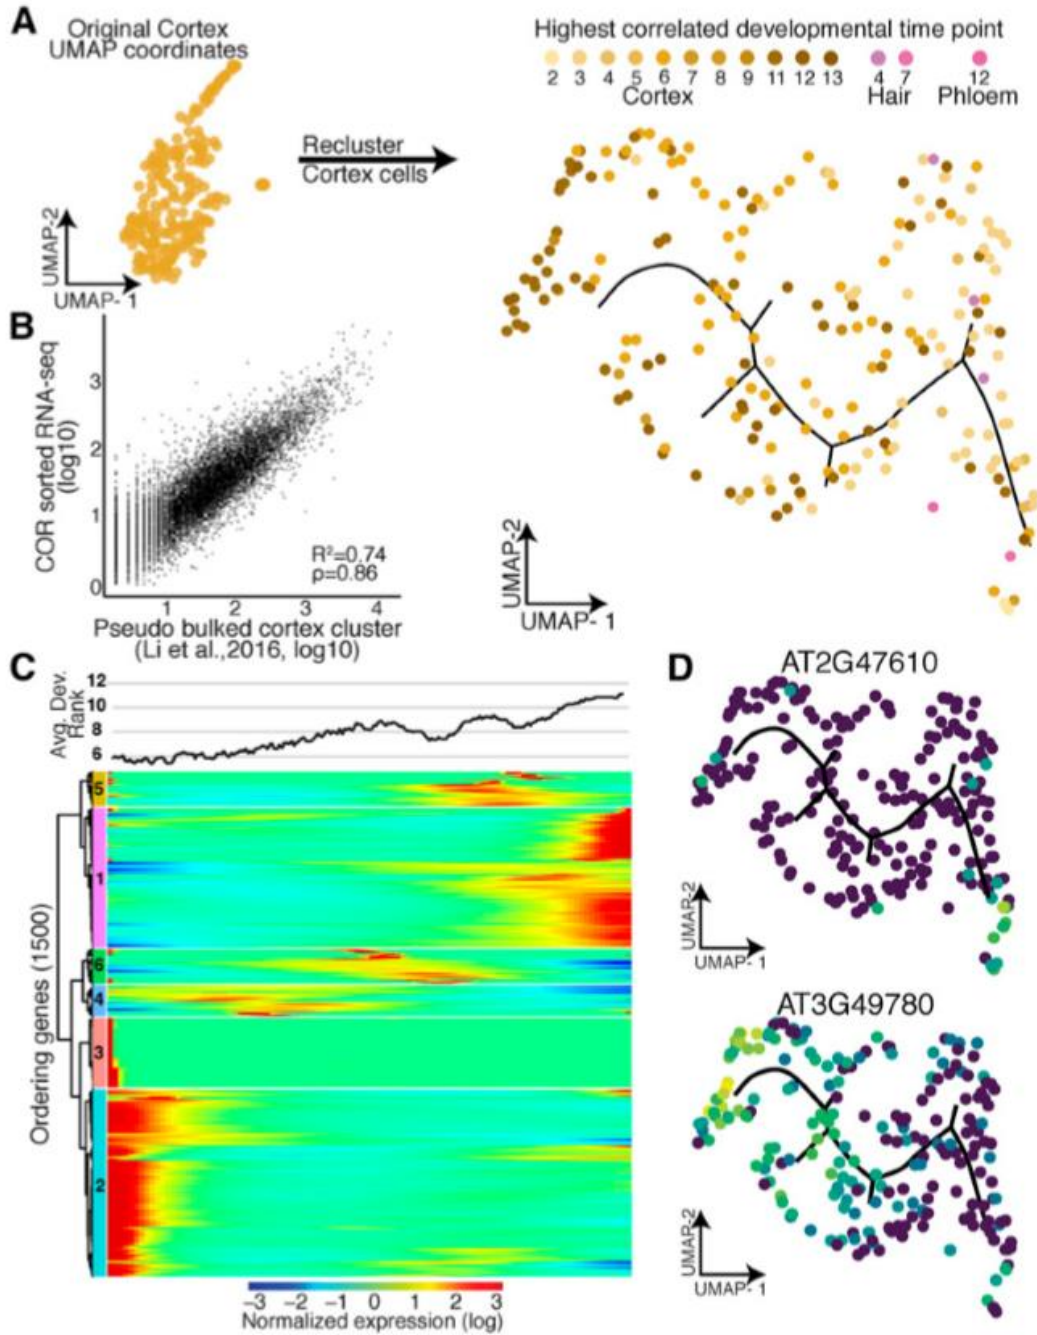 A
Original Cortex
UMAP coordinates
UMAP-2
UMAP- 1
Recluster
Cortex cells
Highest correlated developmental time point
2 3 4 5 6 7 8 9 11 12 13 4 7 12
Cortex Hair Phloem
UMAP-2
UMAP- 1
B
COR sorted RNA-seq
(log10)
3
2
1
0
R²=0.74
p=0.86
1 2 3 4
Pseudo bulked cortex cluster
(Li et al.,2016, log10)
C
Avg. Dev.
Rank
12
10
8
6
Ordering genes (1500)
5
1
6
4
3
2
−3 −2 −1 0 1 2 3
Normalized expression (log)
D
AT2G47610
UMAP-2
UMAP- 1
AT3G49780
UMAP-2
UMAP- 1